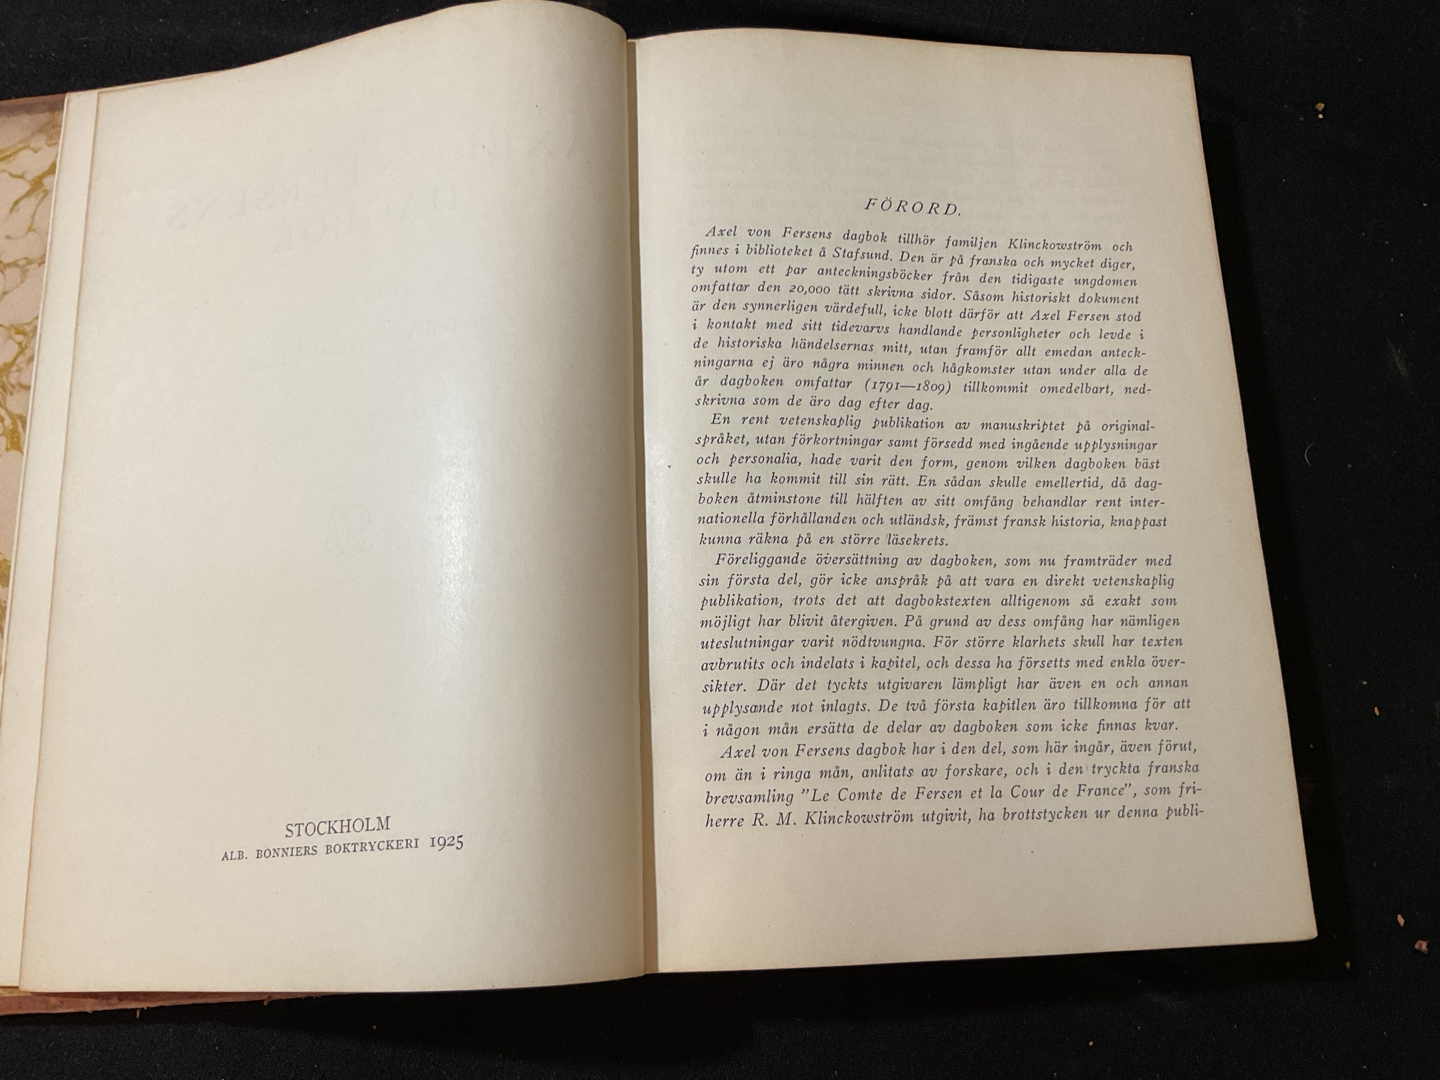 STOCKHOLM
ALB. BONNIERS BOKTRYCKERI 1925
FÖRORD.
Axel von Fersens dagbok tillhör familjen Klinckowström och
finnes i biblioteket å Stafsund. Den är på franska och mycket diger,
ty utom ett par anteckningsböcker från den tidigaste ungdomen
omfattar den 20,000 tätt skrivna sidor. Såsom historiskt dokument
är den synnerligen värdefull, icke blott därför att Axel Fersen stod
i kontakt med sitt tidevarvs handlande personligheter och levde i
de historiska händelsernas mitt, utan framför allt emedan anteck-
ningarna ej äro några minnen och hågkomster utan under alla de
år dagboken omfattar (1791—1809) tillkommit omedelbart, ned-
skrivna som de äro dag efter dag.
En rent vetenskaplig publikation av manuskriptet på original-
språket, utan förkortningar samt försedd med ingående upplysningar
och personalia, hade varit den form, genom vilken dagboken bäst
skulle ha kommit till sin rätt. En sådan skulle emellertid, då dag-
boken åtminstone till hälften av sitt omfång behandlar rent inter-
nationella förhållanden och utländsk, främst fransk historia, knappast
kunna räkna på en större läsekrets.
Föreliggande översättning av dagboken, som nu framträder med
sin första del, gör icke anspråk på att vara en direkt vetenskaplig
publikation, trots det att dagbokstexten alltigenom så exakt som
möjligt har blivit återgiven. På grund av dess omfång har nämligen
uteslutningar varit nödtvungna. För större klarhets skull har texten
avbrutits och indelats i kapitel, och dessa ha försetts med enkla över-
sikter. Där det tyckts utgivaren lämpligt har även en och annan
upplysande not inlagts. De två första kapitlen äro tillkomna för att
i någon mån ersätta de delar av dagboken som icke finnas kvar.
Axel von Fersens dagbok har i den del, som här ingår, även förut,
om än i ringa mån, anlitats av forskare, och i den tryckta franska
brevsamling "Le Comte de Fersen et la Cour de France", som fri-
herre R. M. Klinckowström utgivit, ha brottstycken ur denna publi-